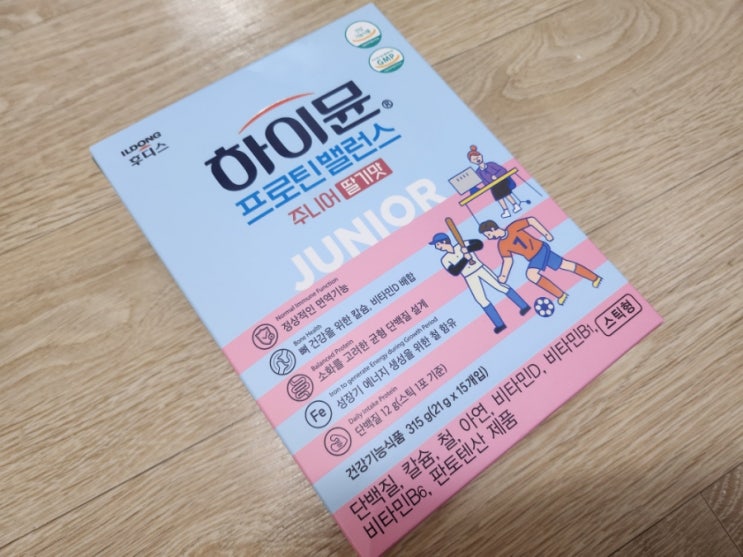 ILDONG
후디스
GMP
하이뮨®
프로틴밸런스
주니어 딸기맛
JUNIOR
1
Normal Immune Function
정상적인 면역기능
Bone Health
뼈 건강을 위한 칼슘, 비타민D 배합
Balanced Protein
소화를 고려한 균형 단백질 설계
Fe
Iron to generate Energy during Growth Period
성장기 에너지 생성을 위한 철 함유
Daily intake Protein
단백질 12 g(스틱 1포 기준)
건강기능식품 315 g(21 g x 15개입)
스틱형
단백질, 칼슘, 철, 아연, 비타민D, 비타민B1,
비타민B6, 판토텐산 제품